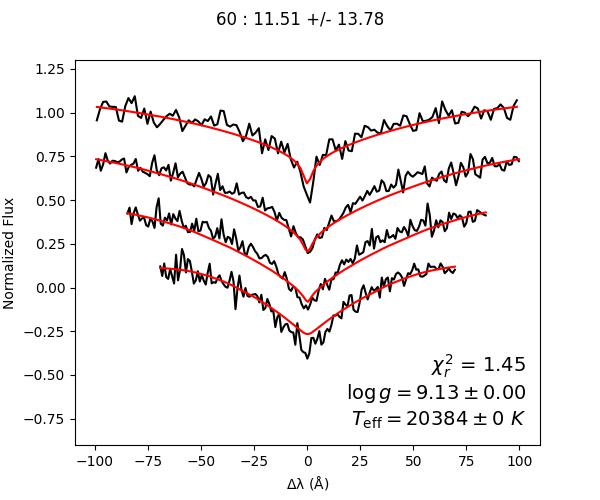 60 : 11.51 +/- 13.78
Normalized Flux
1.25
1.00
0.75
0.50
0.25
0.00
−0.25
−0.50
−0.75
χ²ᵣ = 1.45
log g = 9.13 ± 0.00
T_eff = 20384 ± 0 K
−100 −75 −50 −25 0 25 50 75 100
Δλ (Å)